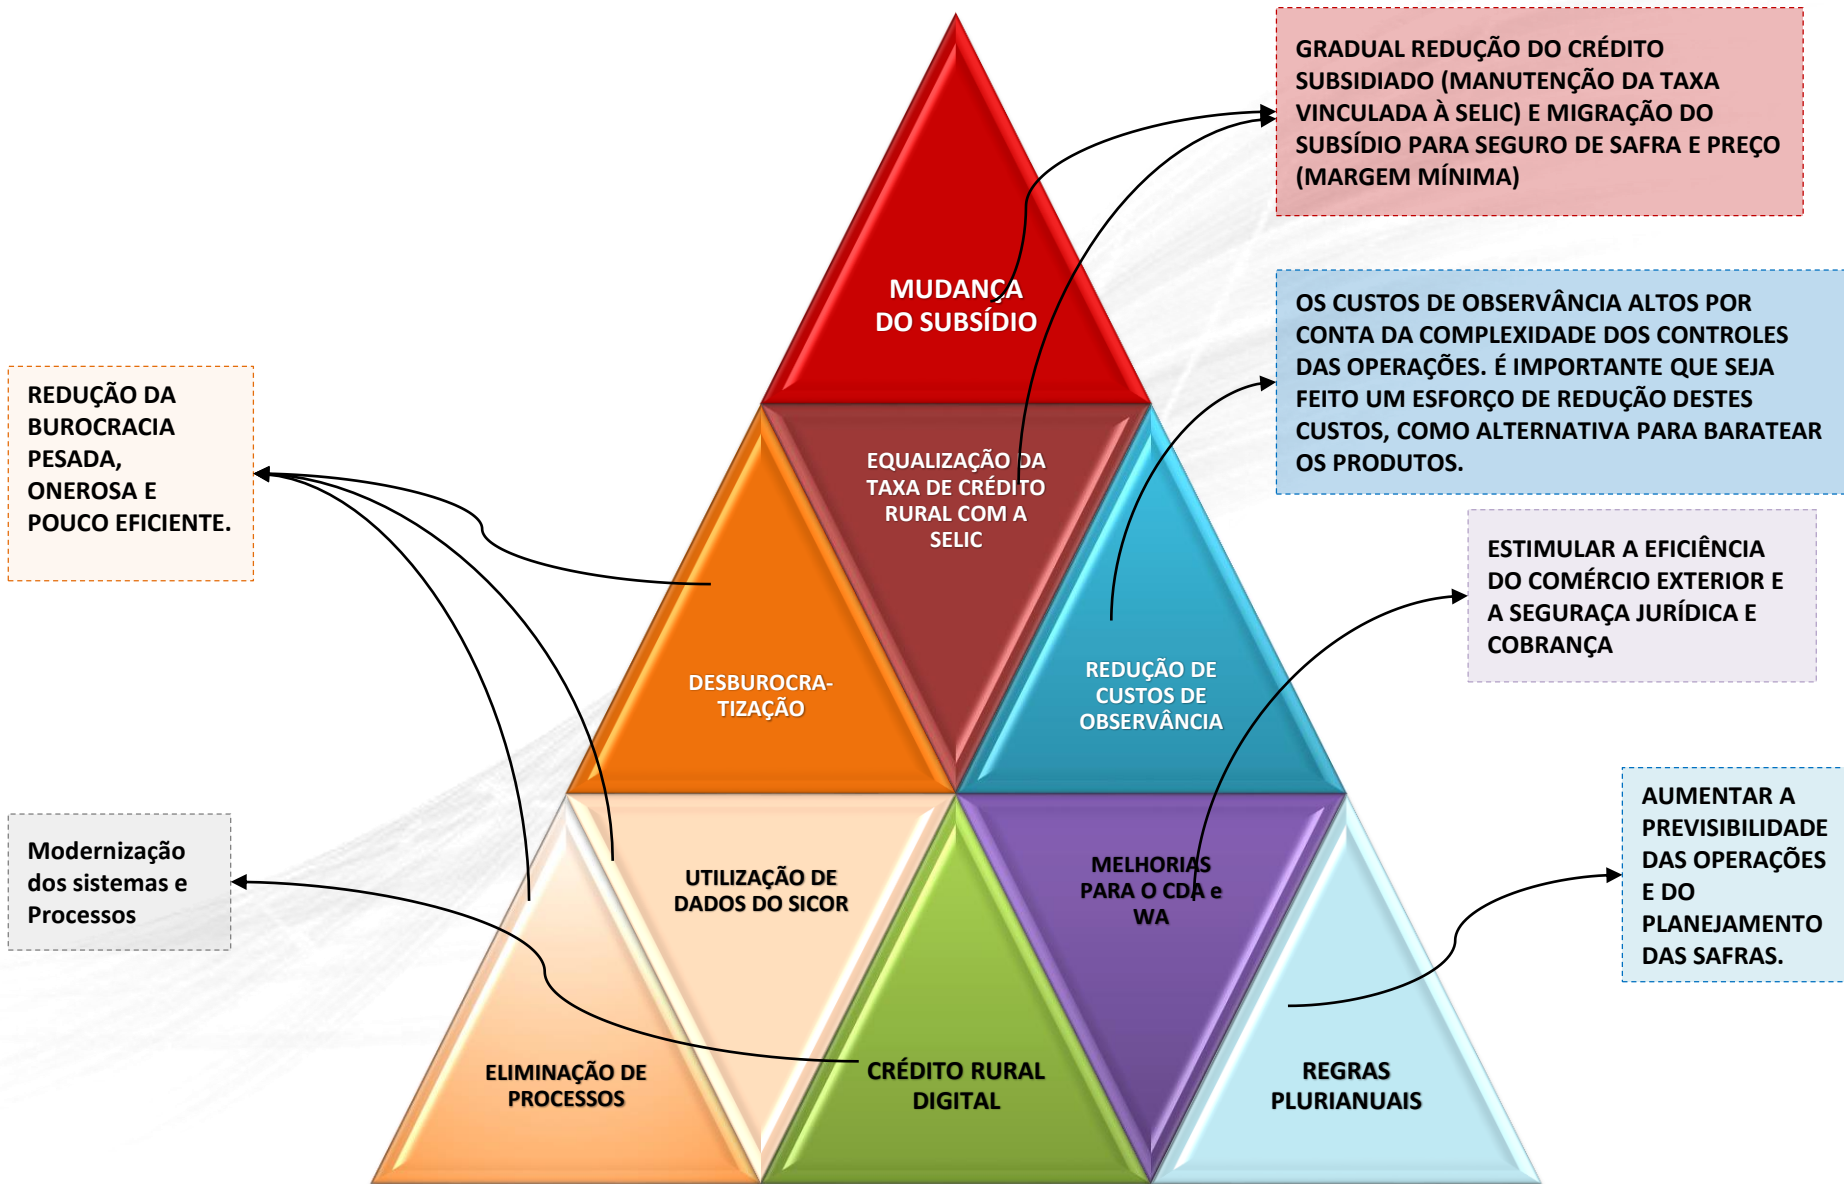 GRADUAL REDUÇÃO DO CRÉDITO
SUBSIDIADO (MANUTENÇÃO DA TAXA
VINCULADA À SELIC) E MIGRAÇÃO DO
SUBSÍDIO PARA SEGURO DE SAFRA E PREÇO
(MARGEM MÍNIMA)
MUDANÇA
DO SUBSÍDIO
OS CUSTOS DE OBSERVÂNCIA ALTOS POR
CONTA DA COMPLEXIDADE DOS CONTROLES
DAS OPERAÇÕES. É IMPORTANTE QUE SEJA
FEITO UM ESFORÇO DE REDUÇÃO DESTES
CUSTOS, COMO ALTERNATIVA PARA BARATEAR
OS PRODUTOS.
REDUÇÃO DA
BUROCRACIA
PESADA,
ONEROSA E
POUCO EFICIENTE.
EQUALIZAÇÃO DA
TAXA DE CRÉDITO
RURAL COM A
SELIC
ESTIMULAR A EFICIÊNCIA
DO COMÉRCIO EXTERIOR E
A SEGURAÇA JURÍDICA E
COBRANÇA
DESBUROCRA-
TIZAÇÃO
REDUÇÃO DE
CUSTOS DE
OBSERVÂNCIA
AUMENTAR A
PREVISIBILIDADE
DAS OPERAÇÕES
E DO
PLANEJAMENTO
DAS SAFRAS.
Modernização
dos sistemas e
Processos
UTILIZAÇÃO DE
DADOS DO SICOR
MELHORIAS
PARA O CDA e
WA
ELIMINAÇÃO DE
PROCESSOS
CRÉDITO RURAL
DIGITAL
REGRAS
PLURIANUAIS